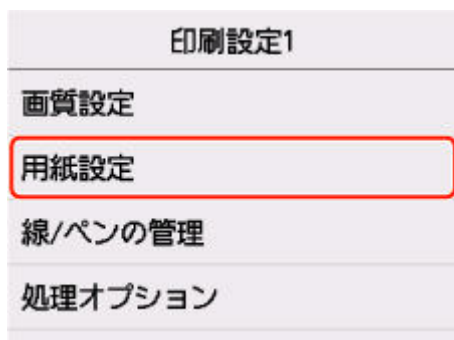 印刷設定1
画質設定
用紙設定
線/ペンの管理
処理オプション